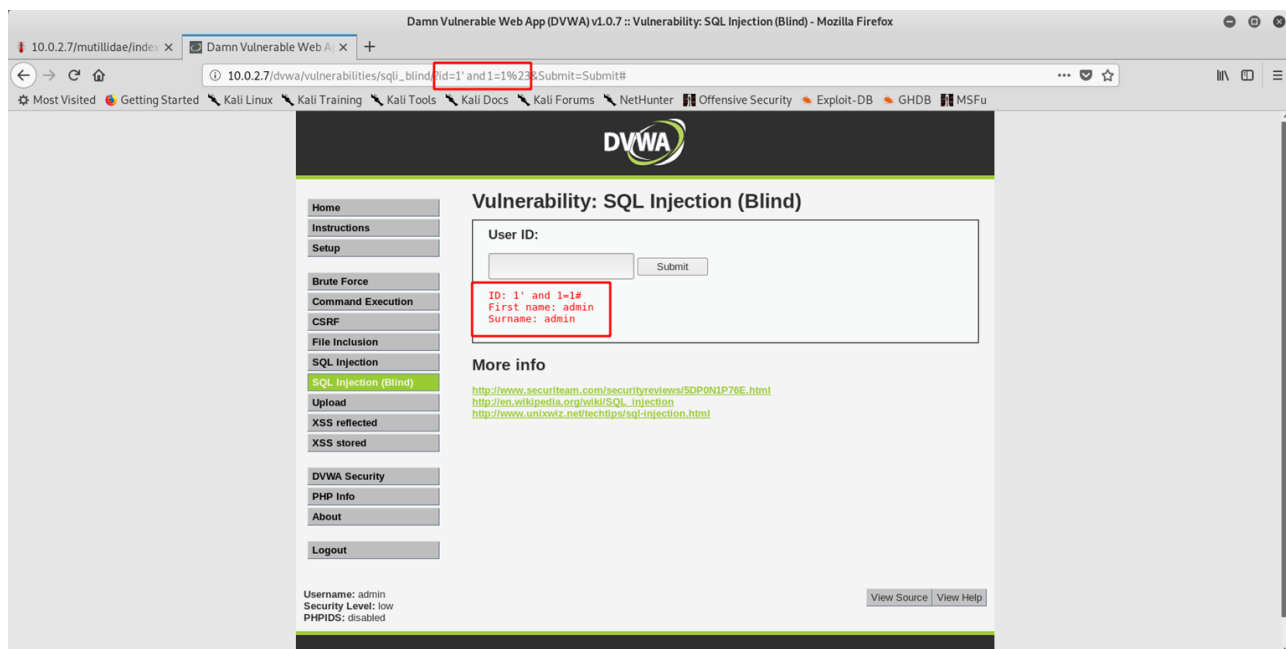 Damn Vulnerable Web App (DVWA) v1.0.7 :: Vulnerability: SQL Injection (Blind) - Mozilla Firefox
10.0.2.7/mutillidae/index
Damn Vulnerable Web A
10.0.2.7/dvwa/vulnerabilities/sqli_blind/?id=1' and 1=1%23&Submit=Submit#
Most Visited Getting Started Kali Linux Kali Training Kali Tools Kali Docs Kali Forums NetHunter Offensive Security Exploit-DB GHDB MSFu
DVWA
Home
Instructions
Setup
Brute Force
Command Execution
CSRF
File Inclusion
SQL Injection
SQL Injection (Blind)
Upload
XSS reflected
XSS stored
DVWA Security
PHP Info
About
Logout
Vulnerability: SQL Injection (Blind)
User ID:
Submit
ID: 1' and 1=1#
First name: admin
Surname: admin
More info
http://www.securiteam.com/securityreviews/5DP0N1P76E.html
http://en.wikipedia.org/wiki/SQL_injection
http://www.unixwiz.net/techtips/sql-injection.html
Username: admin
Security Level: low
PHPIDS: disabled
View Source View Help